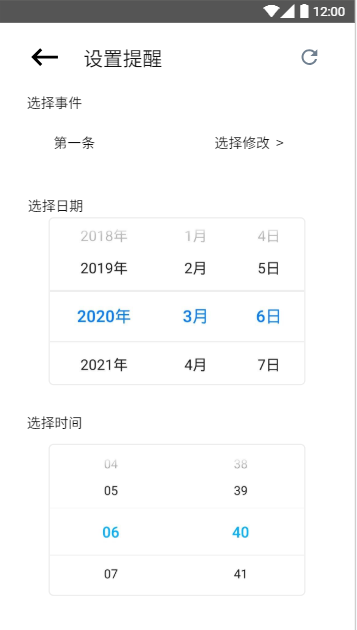 12:00
设置提醒
选择事件
第一条 选择修改 >
选择日期
2018年 1月 4日
2019年 2月 5日
2020年 3月 6日
2021年 4月 7日
选择时间
04 38
05 39
06 40
07 41